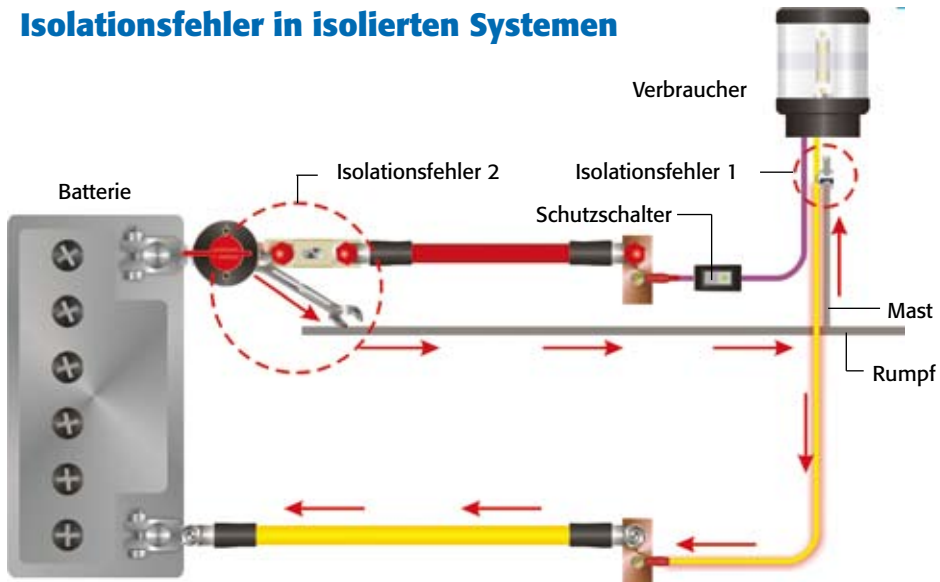 Isolationsfehler in isolierten Systemen
Verbraucher
Isolationsfehler 2
Isolationsfehler 1
Batterie
Schutzschalter
Mast
Rumpf